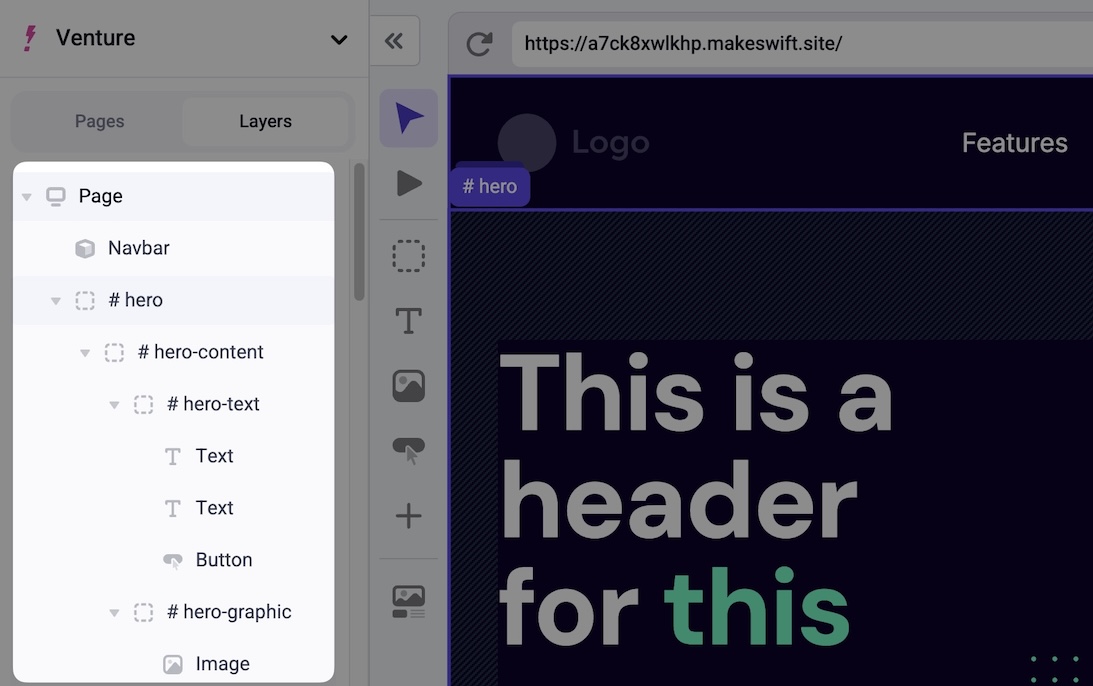 Venture
https://a7ck8xwlkhp.makeswift.site/
Pages
Layers
Logo
Features
# hero
Page
Navbar
# hero
# hero-content
# hero-text
Text
Text
Button
# hero-graphic
Image
This is a
header
for this